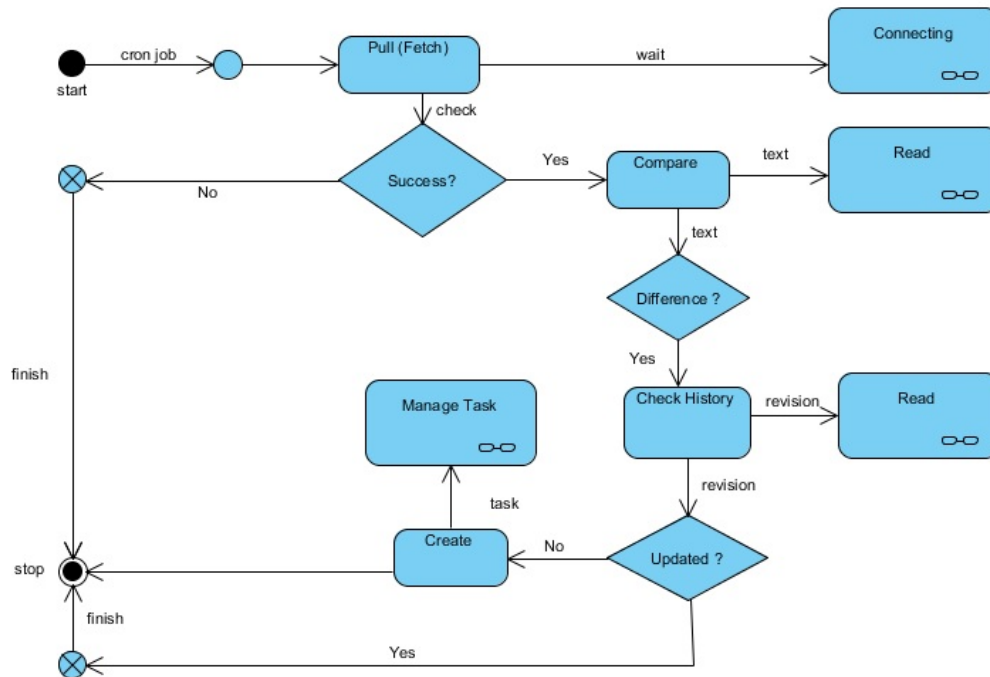 cron job
start
Pull (Fetch)
wait
Connecting
check
Success?
Yes
No
Compare
text
Read
text
Difference ?
Yes
finish
Manage Task
Check History
revision
Read
task
revision
Create
No
Updated ?
stop
finish
Yes